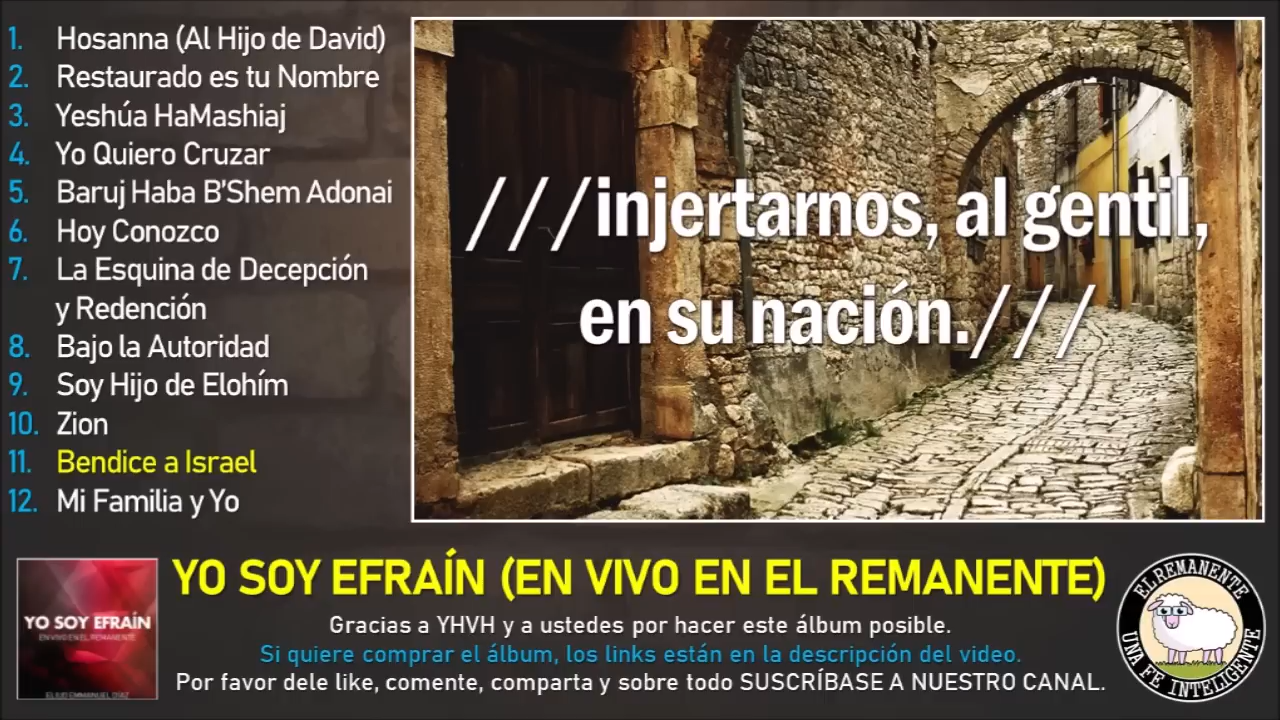 1. Hosanna (Al Hijo de David)
2. Restaurado es tu Nombre
3. Yeshúa HaMashiaj
4. Yo Quiero Cruzar
5. Baruj Haba B'Shem Adonai
6. Hoy Conozco
7. La Esquina de Decepción
y Redención
8. Bajo la Autoridad
9. Soy Hijo de Elohím
10. Zion
11. Bendice a Israel
12. Mi Familia y Yo
///injertarnos, al gentil,
en su nación.///
YO SOY EFRAÍN
EN VIVO EN EL REMANENTE
YO SOY EFRAÍN (EN VIVO EN EL REMANENTE)
Gracias a YHVH y a ustedes por hacer este álbum posible.
Si quiere comprar el álbum, los links están en la descripción del video.
Por favor dele like, comente, comparta y sobre todo SUSCRÍBASE A NUESTRO CANAL.
EL REMANENTE
UNA FE INTELIGENTE